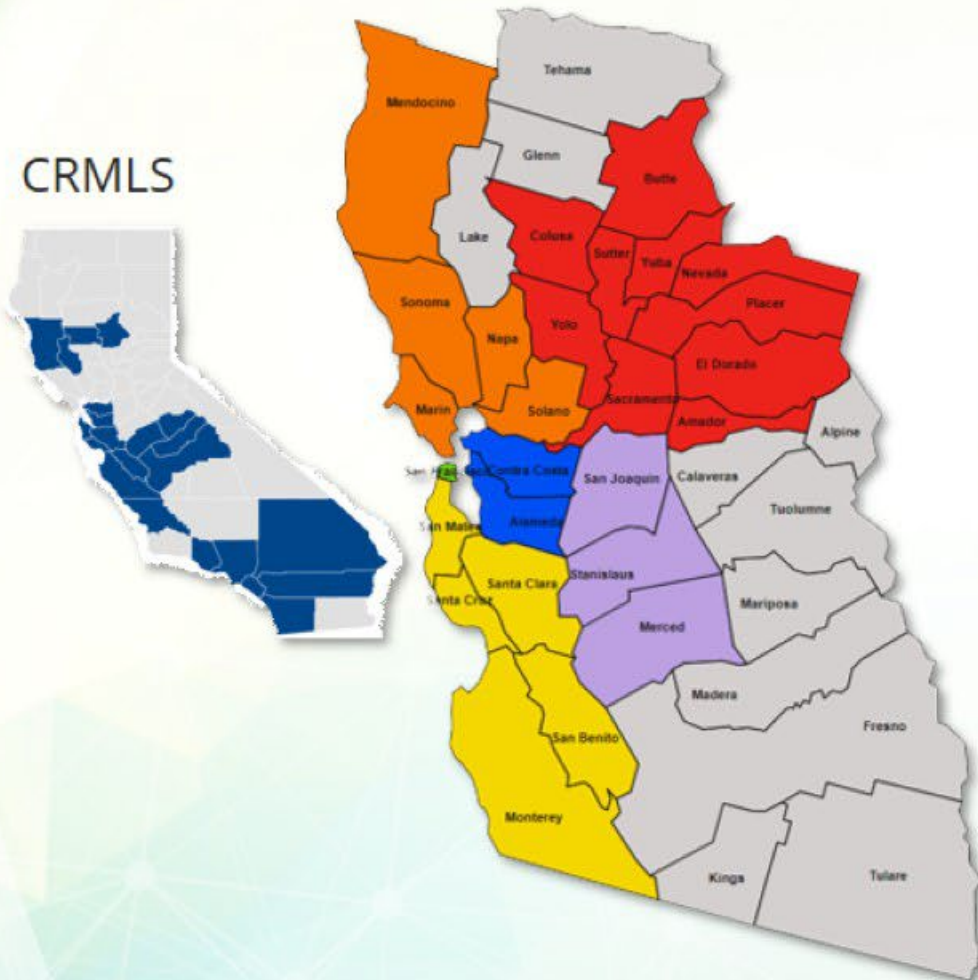 CRMLS
Tehama
Mendocino
Glenn
Butte
Lake
Colusa
Sutter
Yuba
Nevada
Placer
Sonoma
Napa
Yolo
El Dorado
Sacramento
Marin
Solano
Amador
Alpine
San Francisco
Contra Costa
San Joaquin
Calaveras
Tuolumne
San Mateo
Alameda
Stanislaus
Santa Clara
Santa Cruz
Mariposa
Merced
Madera
Fresno
San Benito
Monterey
Kings
Tulare